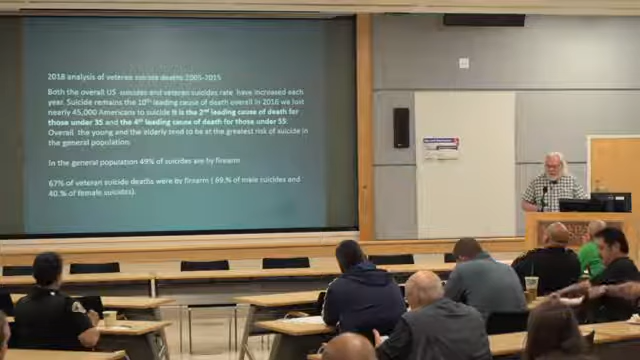 2018 analysis of veteran suicide deaths 2005-2015
Both the overall US suicides and veteran suicides rate have increased each
year. Suicide remains the 10th leading cause of death overall in 2016 we lost
nearly 45,000 Americans to suicide It is the 2nd leading cause of death for
those under 35 and the 4th leading cause of death for those under 55.
Overall the young and the elderly tend to be at the greatest risk of suicide in
the general population.
In the general population 49% of suicides are by firearm
67% of veteran suicide deaths were by firearm ( 69.% of male suicides and
40.% of female suicides).